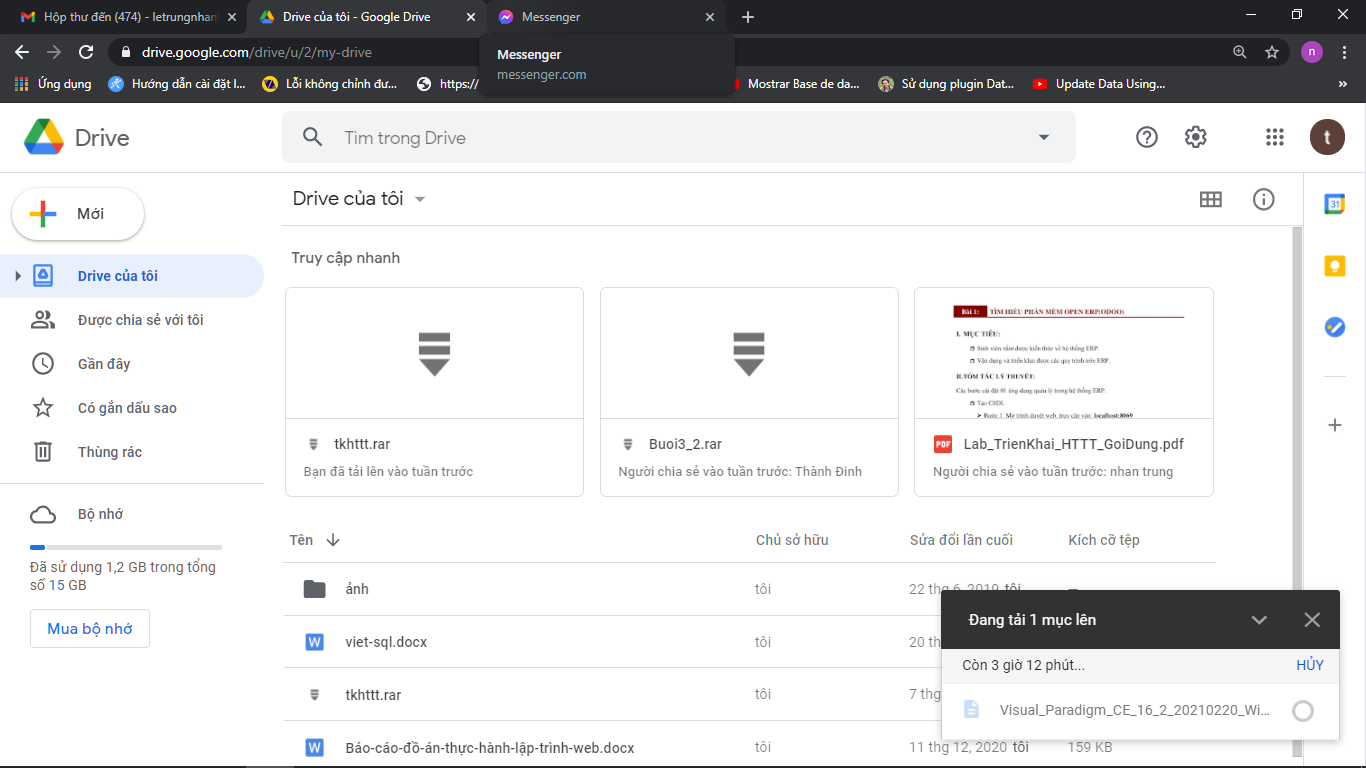 Hộp thư đến (474) - letrungnhan
Drive của tôi - Google Drive
Messenger
drive.google.com/drive/u/2/my-drive
Messenger
messenger.com
n
Ứng dụng
Hướng dẫn cài đặt l...
Lỗi không chỉnh đư...
https:/
Mostrar Base de da...
Sử dụng plugin Dat...
Update Data Using...
»
Drive
Tìm trong Drive
t
Mới
Drive của tôi
31
Drive của tôi
Được chia sẻ với tôi
Gần đây
Có gắn dấu sao
Thùng rác
Bộ nhớ
Đã sử dụng 1,2 GB trong tổng
số 15 GB
Mua bộ nhớ
Truy cập nhanh
tkhttt.rar
Bạn đã tải lên vào tuần trước
Buoi3_2.rar
Người chia sẻ vào tuần trước: Thành Đinh
Bài 1: TÌM HIỂU PHẦN MỀM OPEN ERP(ODOO)
I. MỤC TIÊU:
Sinh viên nắm được kiến thức về hệ thống ERP.
Vận dụng và triển khai được các quy trình trên ERP.
II.TÓM TẮC LÝ THUYẾT:
Các bước cài đặt 01 ứng dụng quản lý trong hệ thống ERP:
Tạo CSDL
Bước 1: Mở trình duyệt web, truy cập vào: localhost:8069
PDF
Lab_TrienKhai_HTTT_GoiDung.pdf
Người chia sẻ vào tuần trước: nhan trung
Tên
Chủ sở hữu
Sửa đổi lần cuối
Kích cỡ tệp
ảnh
tôi
22 thg 6, 2019 tôi
–
W
viet-sql.docx
tôi
20 th
tkhttt.rar
tôi
7 thg
W
Báo-cáo-đồ-án-thực-hành-lập-trình-web.docx
tôi
11 thg 12, 2020 tôi
159 KB
Đang tải 1 mục lên
Còn 3 giờ 12 phút...
HỦY
Visual_Paradigm_CE_16_2_20210220_Wi...